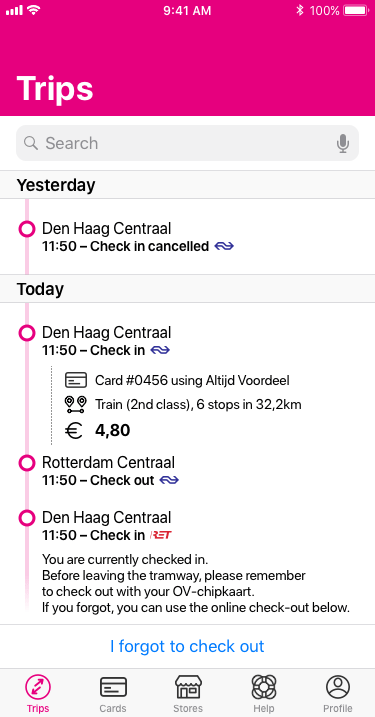 9:41 AM 100%
Trips
Search
Yesterday
Den Haag Centraal
11:50 – Check in cancelled
Today
Den Haag Centraal
11:50 – Check in
Card #0456 using Altijd Voordeel
Train (2nd class), 6 stops in 32,2km
€ 4,80
Rotterdam Centraal
11:50 – Check out
Den Haag Centraal
11:50 – Check in RET
You are currently checked in.
Before leaving the tramway, please remember
to check out with your OV-chipkaart.
If you forgot, you can use the online check-out below.
I forgot to check out
Trips Cards Stores Help Profile